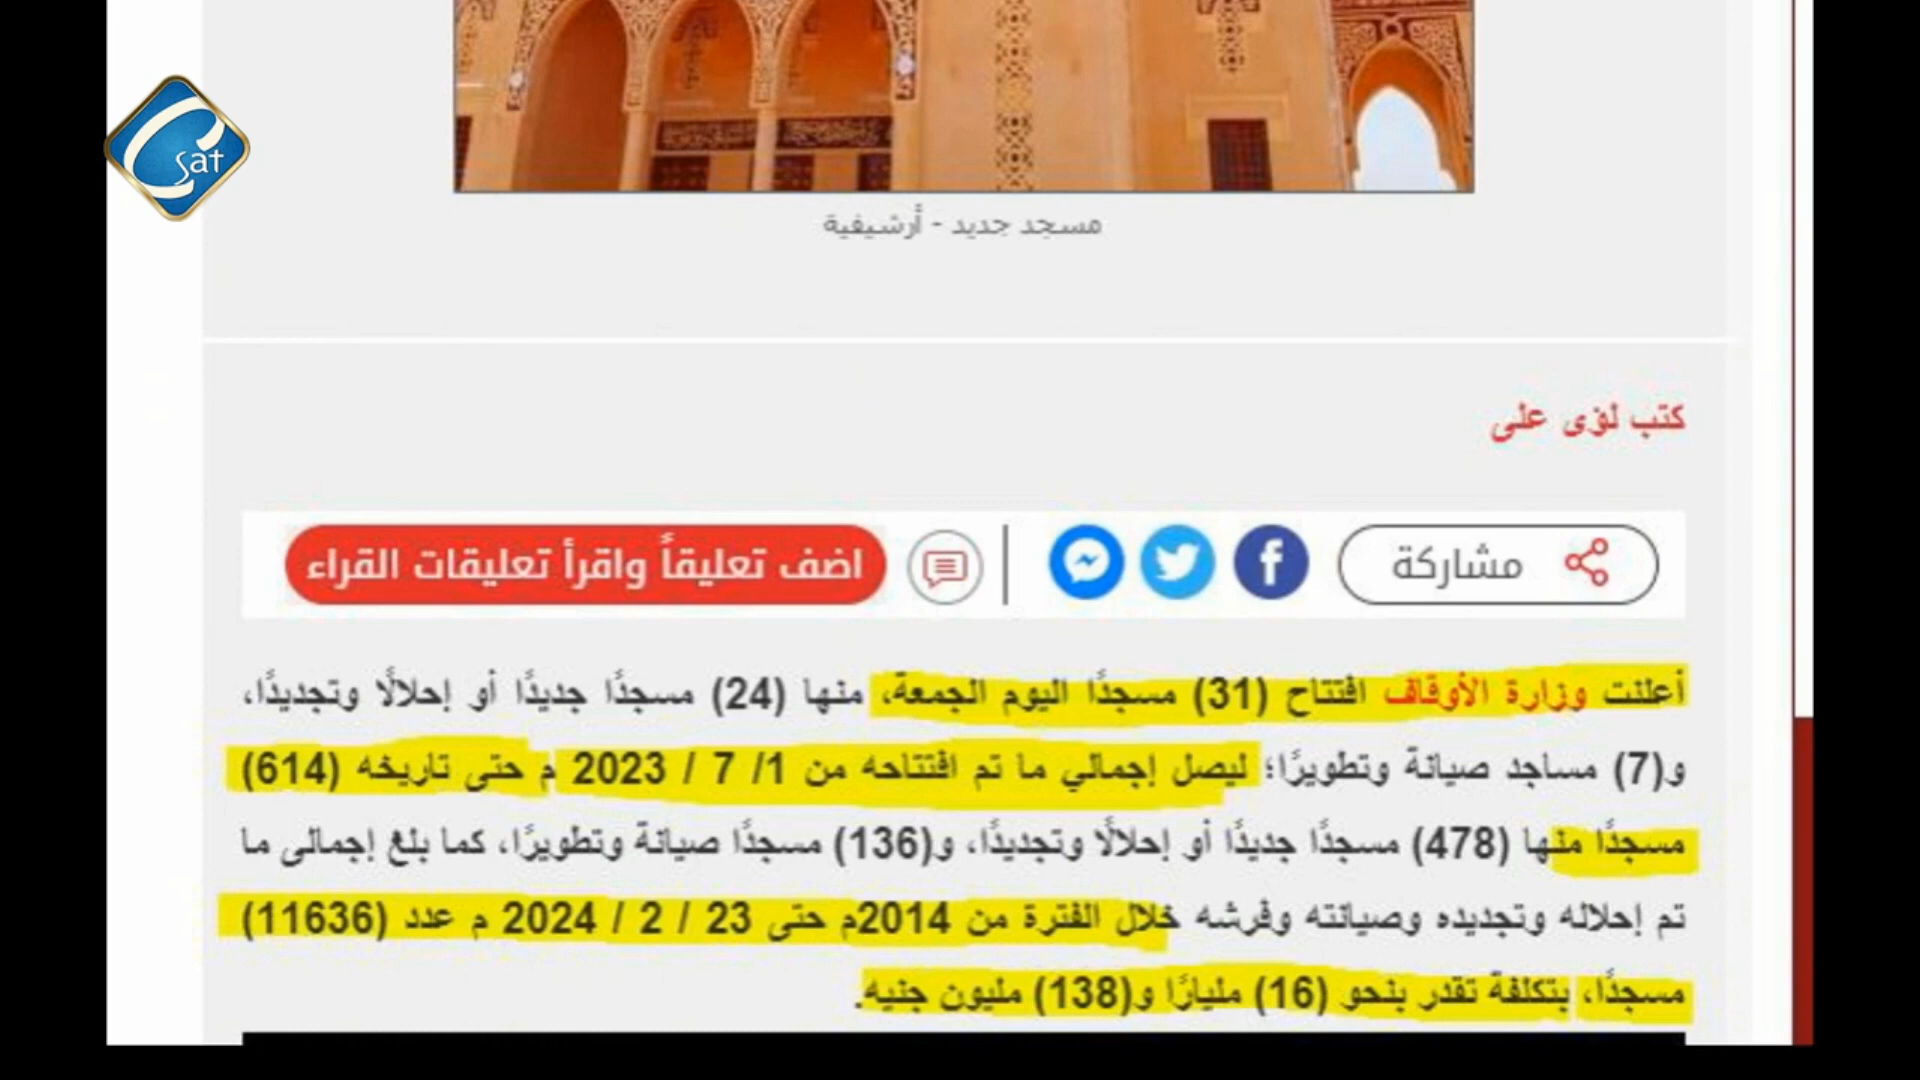 C sat
مسجد جديد - أرشيفية
كتب لؤى على
مشاركة
اضف تعليقاً واقرأ تعليقات القراء
أعلنت وزارة الأوقاف افتتاح (31) مسجدًا اليوم الجمعة، منها (24) مسجدًا جديدًا أو إحلالًا وتجديدًا،
و(7) مساجد صيانة وتطويرًا؛ ليصل إجمالي ما تم افتتاحه من 1/ 7 / 2023 م حتى تاريخه (614)
مسجدًا منها (478) مسجدًا جديدًا أو إحلالًا وتجديدًا، و(136) مسجدًا صيانة وتطويرًا، كما بلغ إجمالى ما
تم إحلاله وتجديده وصيانته وفرشه خلال الفترة من 2014م حتى 23 / 2 / 2024 م عدد (11636)
مسجدًا، بتكلفة تقدر بنحو (16) مليارًا و(138) مليون جنيه.